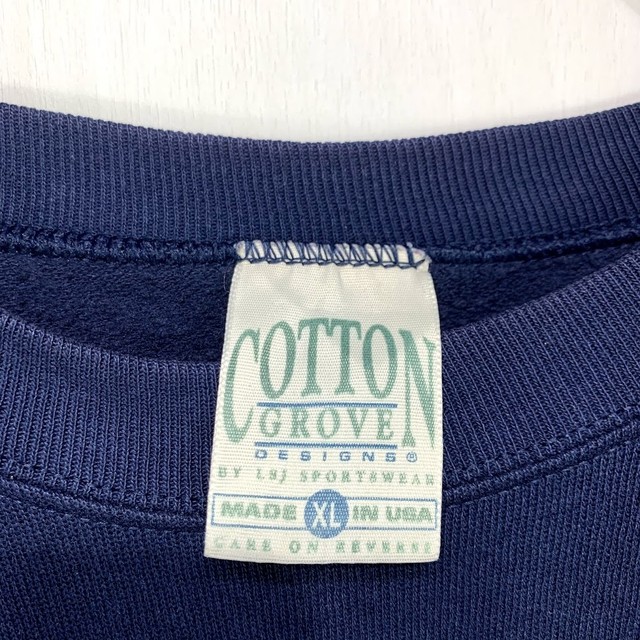 COTTON
GROVE
DESIGNS®
BY LSJ SPORTSWEAR
MADE XL IN USA
CARE ON REVERSE